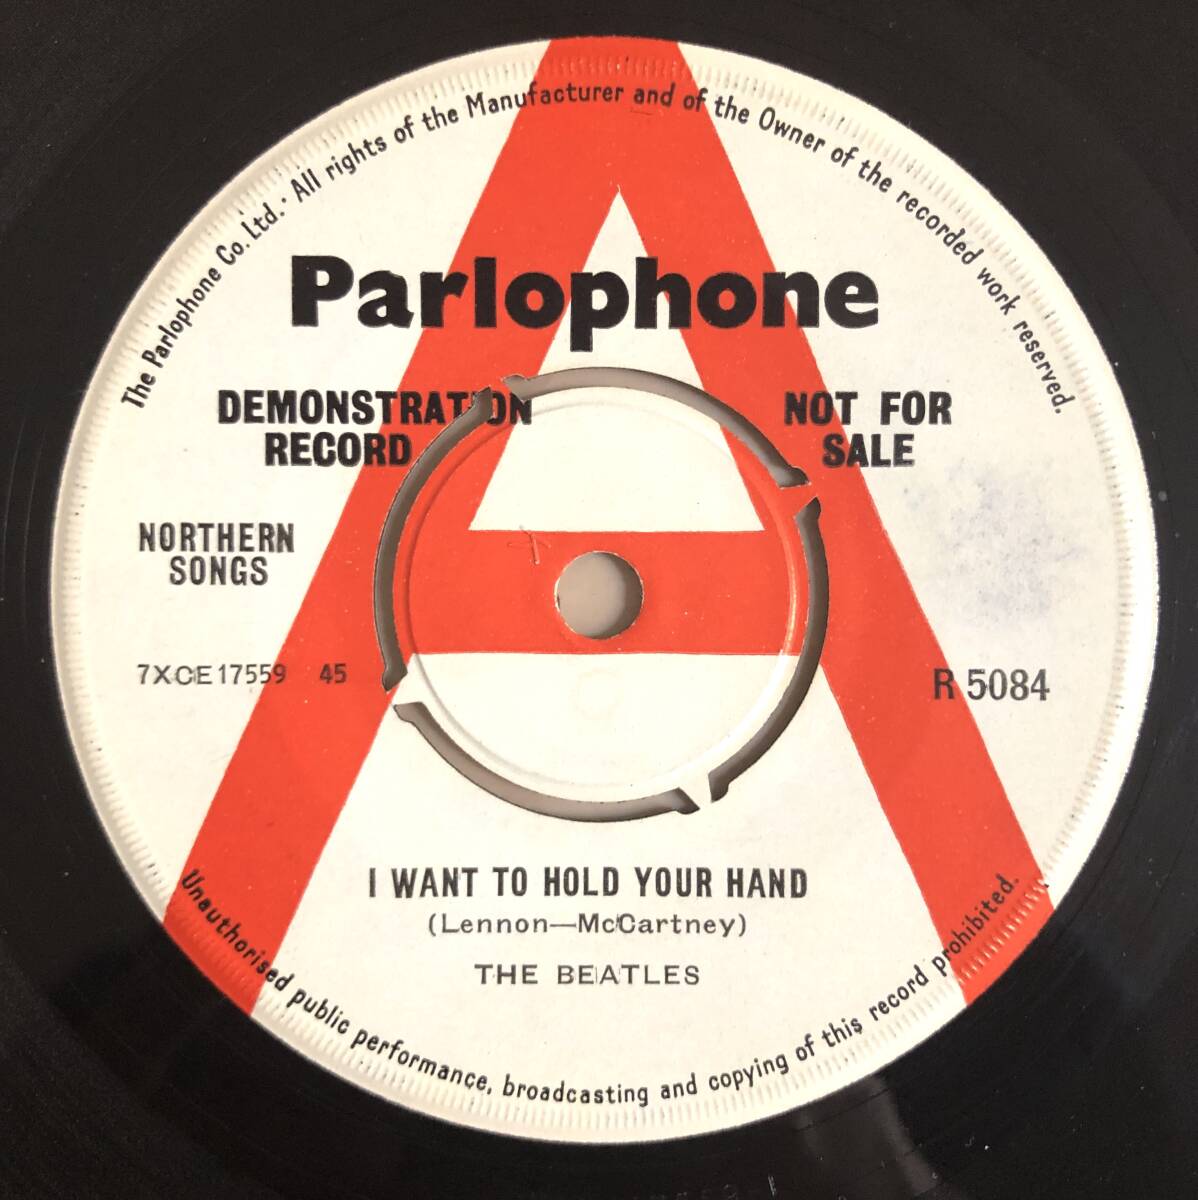 The Parlophone Co. Ltd. · All rights of the Manufacturer and of the Owner of the recorded work reserved.
Parlophone
DEMONSTRATION
RECORD
NOT FOR
SALE
NORTHERN
SONGS
7XCE17559 45
R 5084
I WANT TO HOLD YOUR HAND
(Lennon—McCartney)
THE BEATLES
Unauthorised public performance, broadcasting and copying of this record prohibited.